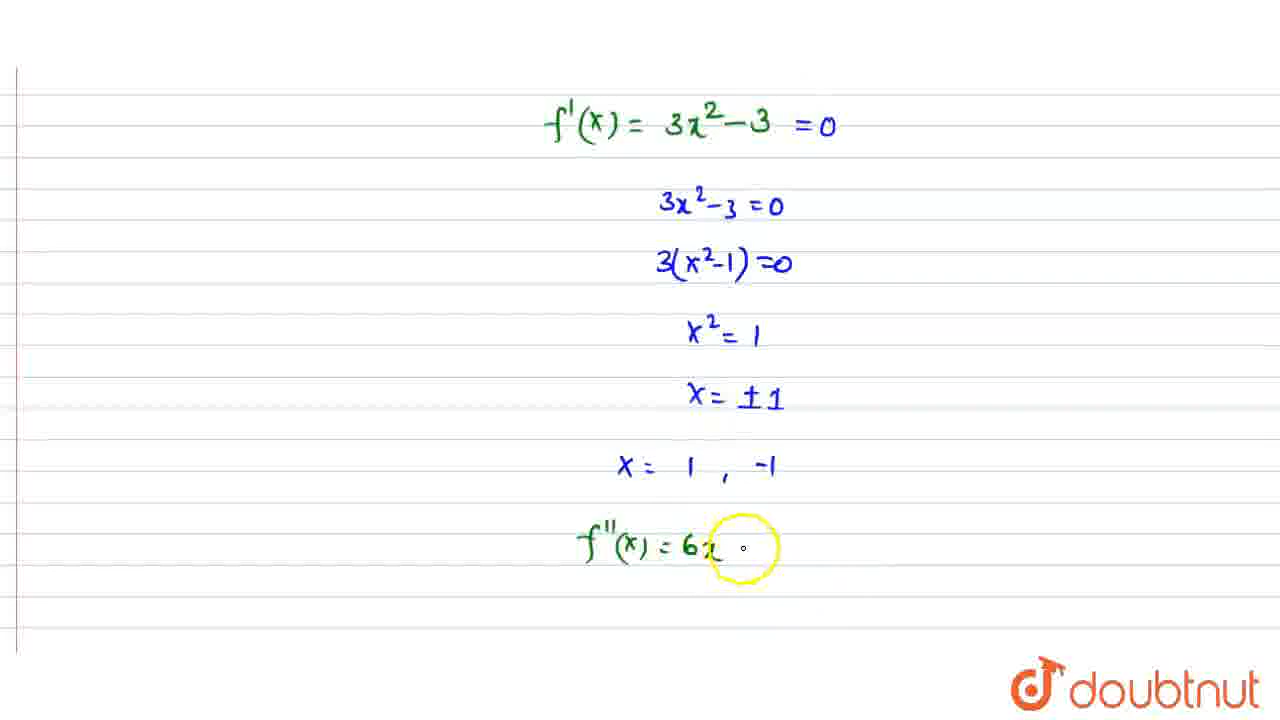 f'(x) = 3x² - 3 = 0
3x² - 3 = 0
3(x² - 1) = 0
x² = 1
x = ± 1
x = 1 , -1
f''(x) = 6x
doubtnut